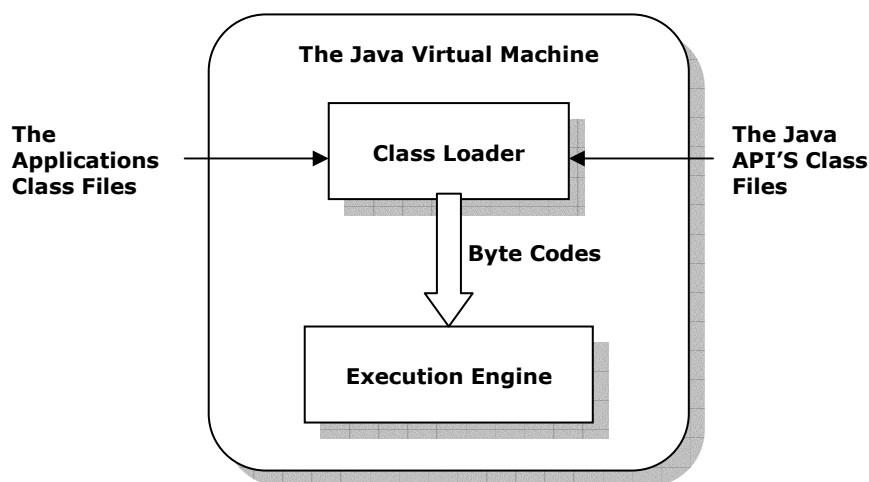 The Java Virtual Machine
The
Applications
Class Files
Class Loader
The Java
API’S Class
Files
Byte Codes
Execution Engine